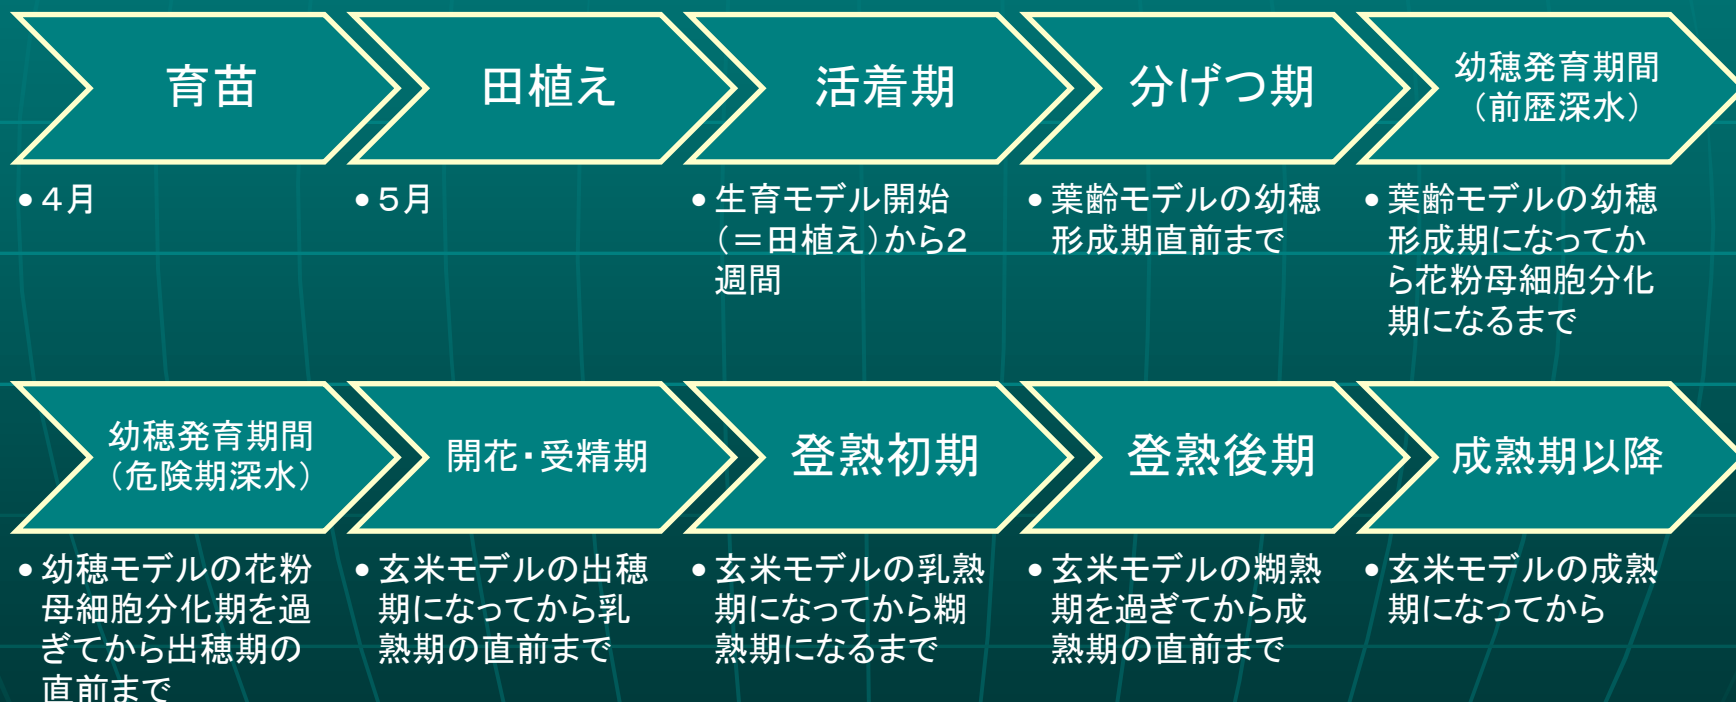 育苗
田植え
活着期
分げつ期
幼穂発育期間
（前歴深水）
•４月
•５月
•生育モデル開始
（＝田植え）から2
週間
•葉齢モデルの幼穂
形成期直前まで
•葉齢モデルの幼穂
形成期になってか
ら花粉母細胞分化
期になるまで
幼穂発育期間
（危険期深水）
開花・受精期
登熟初期
登熟後期
成熟期以降
•幼穂モデルの花粉
母細胞分化期を過
ぎてから出穂期の
直前まで
•玄米モデルの出穂
期になってから乳
熟期の直前まで
•玄米モデルの乳熟
期になってから糊
熟期になるまで
•玄米モデルの糊熟
期を過ぎてから成
熟期の直前まで
•玄米モデルの成熟
期になってから